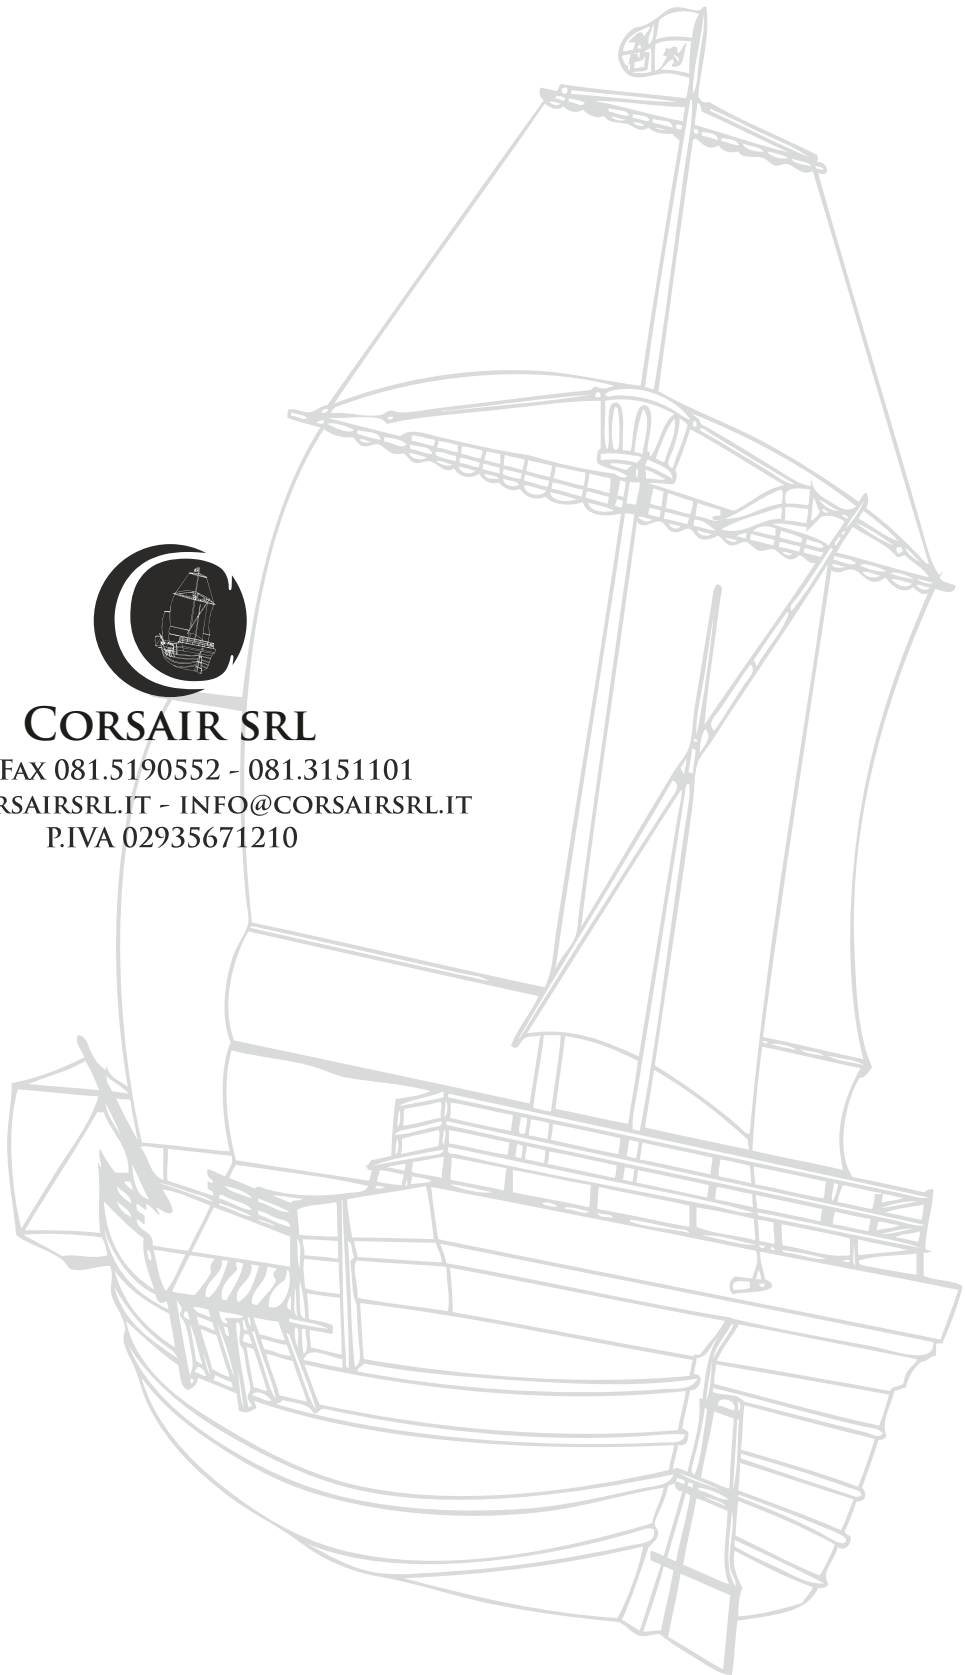 Corsair srl
Fax 081.5190552 - 081.3151101
rsairsrl.it - info@corsairsrl.it
P.IVA 02935671210